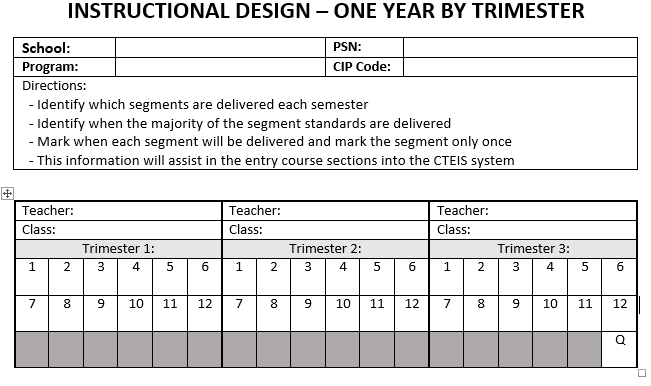 INSTRUCTIONAL DESIGN – ONE YEAR BY TRIMESTER
School: PSN:
Program: CIP Code:
Directions:
- Identify which segments are delivered each semester
- Identify when the majority of the segment standards are delivered
- Mark when each segment will be delivered and mark the segment only once
- This information will assist in the entry course sections into the CTEIS system
Teacher: Teacher: Teacher:
Class: Class: Class:
Trimester 1: Trimester 2: Trimester 3:
1 2 3 4 5 6 1 2 3 4 5 6 1 2 3 4 5 6
7 8 9 10 11 12 7 8 9 10 11 12 7 8 9 10 11 12
Q